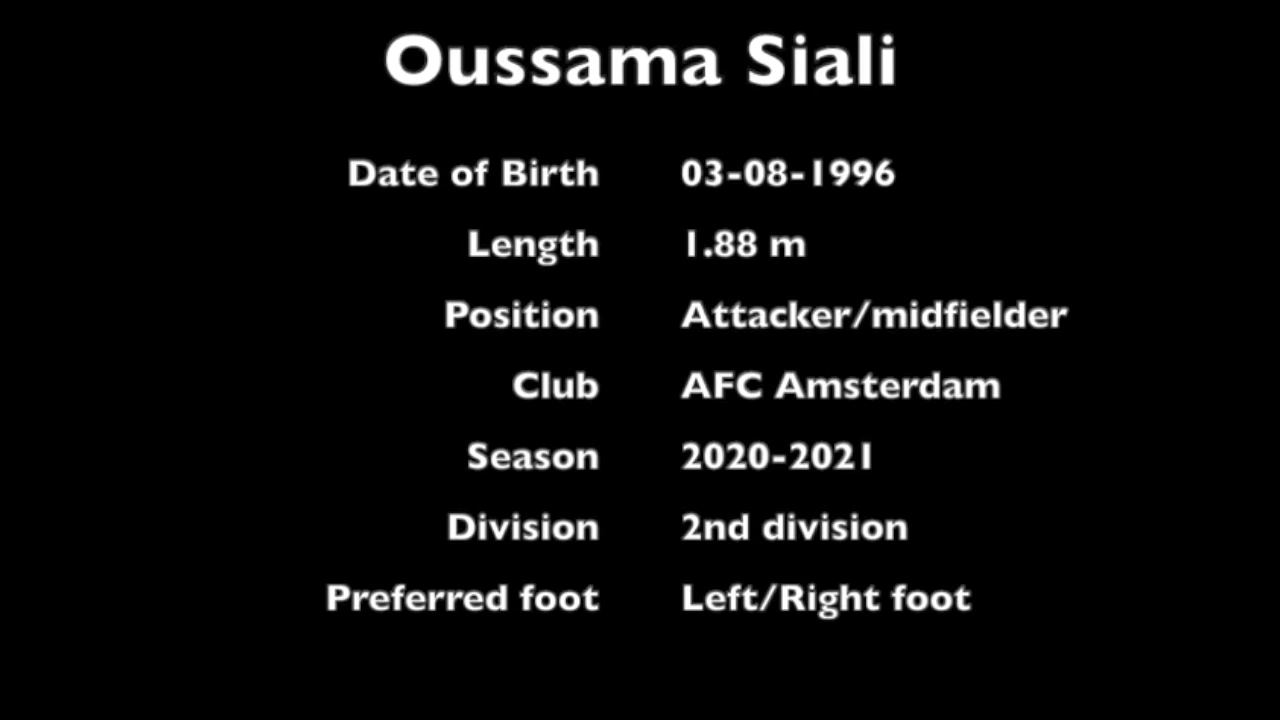 Oussama Siali
Date of Birth 03-08-1996
Length 1.88 m
Position Attacker/midfielder
Club AFC Amsterdam
Season 2020-2021
Division 2nd division
Preferred foot Left/Right foot